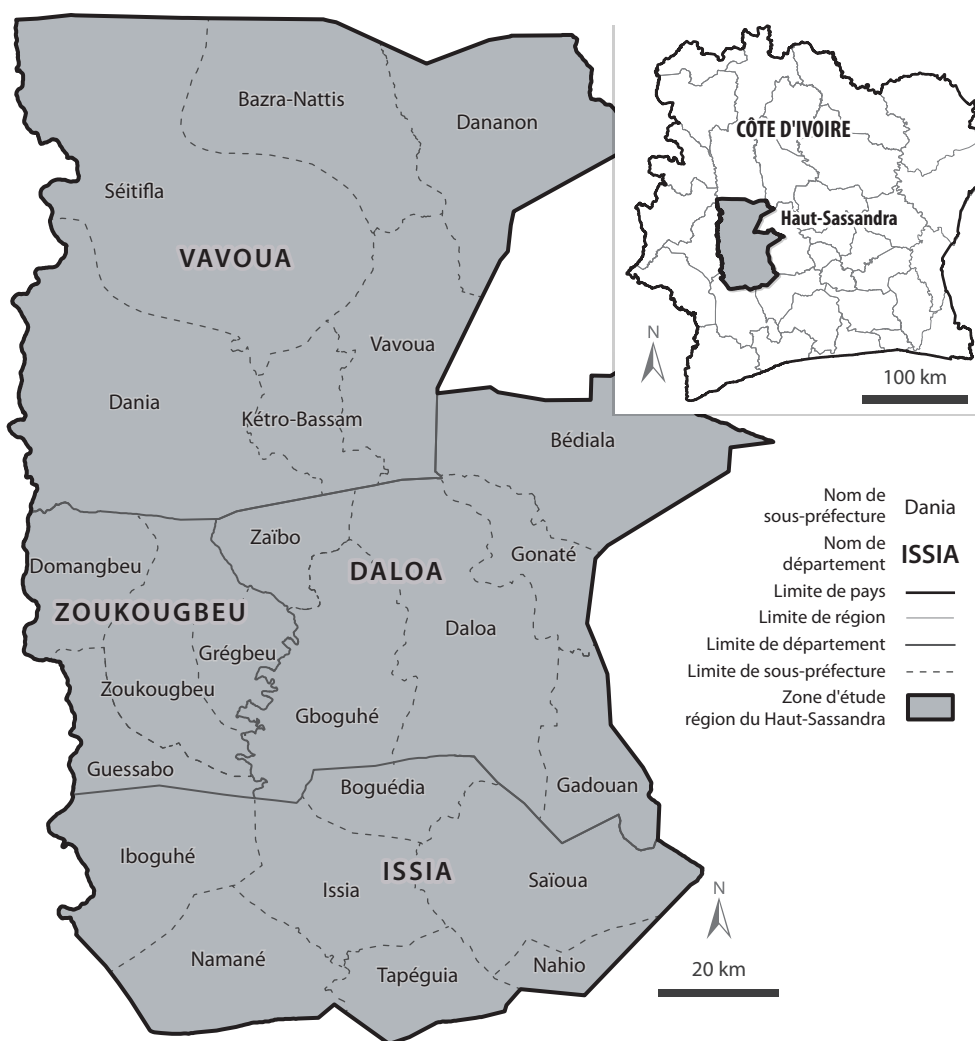 Bazra-Nattis
Dananon
Séitifla
VAVOUA
Vavoua
Dania
Kétro-Bassam
Bédiala
Zaïbo
Gonaté
Domangbeu
DALOA
ZOUKOUGBEU
Daloa
Grégbeu
Zoukougbeu
Gboguhé
Guessabo
Boguédia
Gadouan
Iboguhé
ISSIA
Issia
Saïoua
Namané
Tapéguia
Nahio
CÔTE D'IVOIRE
Haut-Sassandra
N
100 km
Nom de
sous-préfecture
Dania
Nom de
département
ISSIA
Limite de pays
Limite de région
Limite de département
Limite de sous-préfecture
Zone d'étude
région du Haut-Sassandra
N
20 km